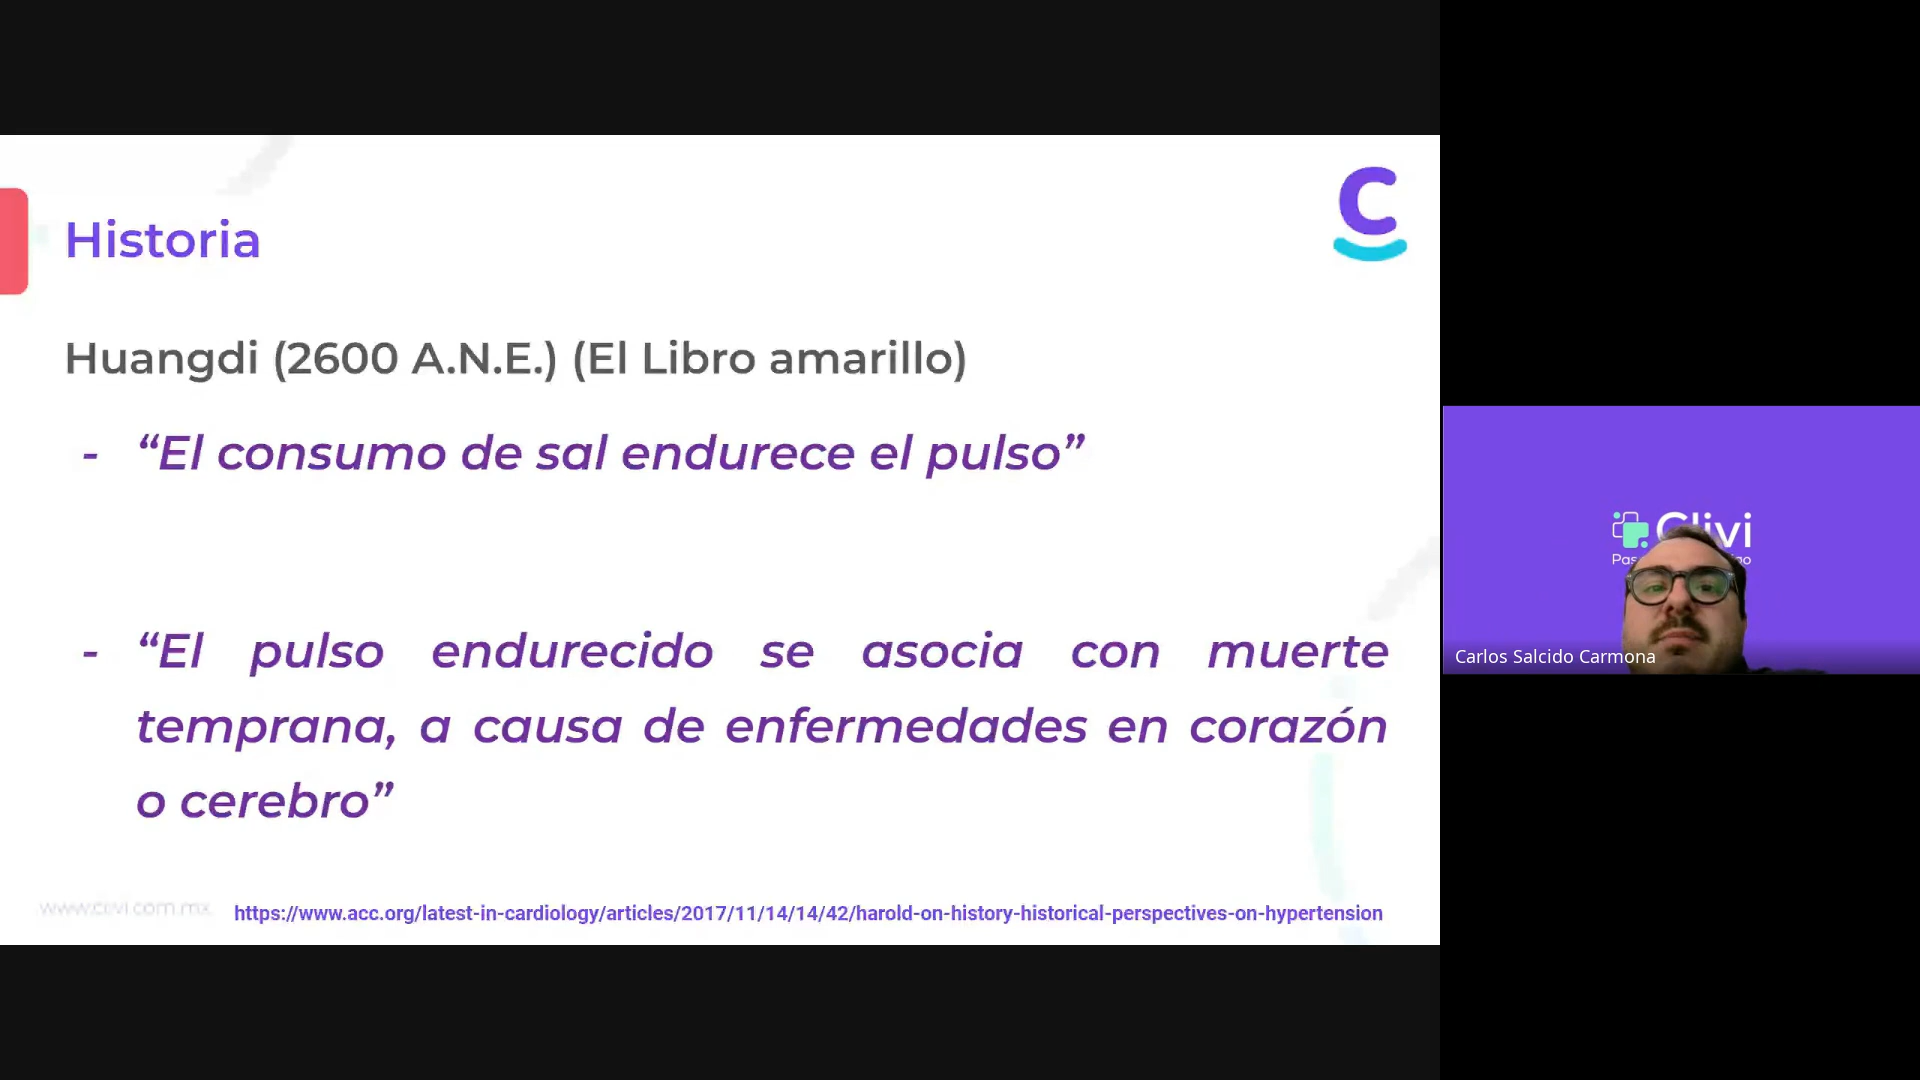 Historia
Huangdi (2600 A.N.E.) (El Libro amarillo)
- “El consumo de sal endurece el pulso”
- “El pulso endurecido se asocia con muerte
temprana, a causa de enfermedades en corazón
o cerebro”
www.clivi.com.mx
https://www.acc.org/latest-in-cardiology/articles/2017/11/14/14/42/harold-on-history-historical-perspectives-on-hypertension
Clivi
Carlos Salcido Carmona